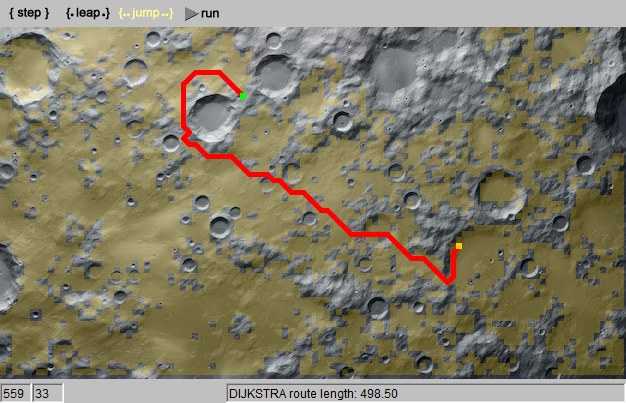 { step } {. leap .} {.. jump ..} run
559 33 DIJKSTRA route length: 498.50